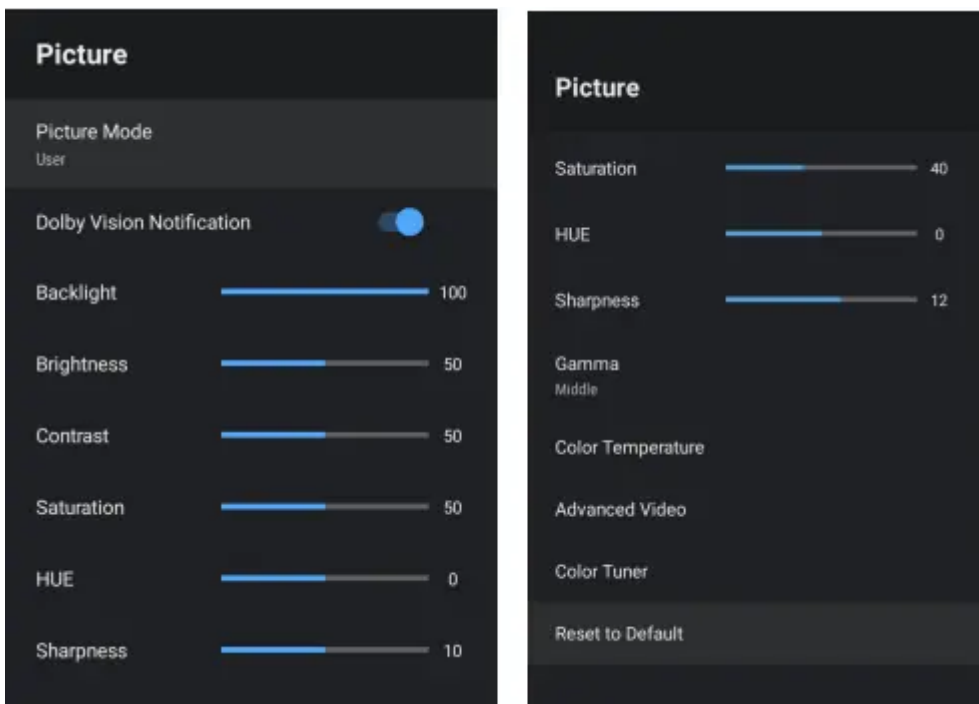 Picture
Picture Mode
User
Dolby Vision Notification
Backlight 100
Brightness 50
Contrast 50
Saturation 50
HUE 0
Sharpness 10
Picture
Saturation 40
HUE 0
Sharpness 12
Gamma
Middle
Color Temperature
Advanced Video
Color Tuner
Reset to Default